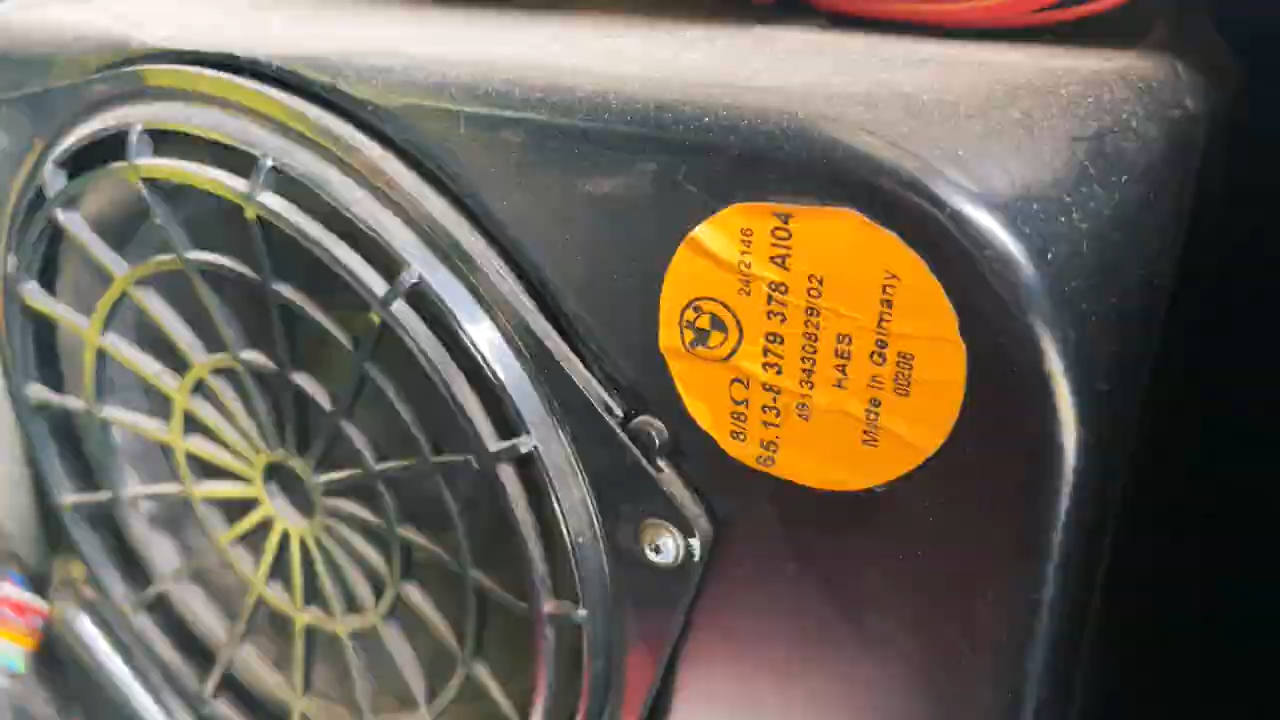 8/8Ω 24/2146
65.13-8 379 378 AI04
4913430829/02
HAES
Made in Germany
00206